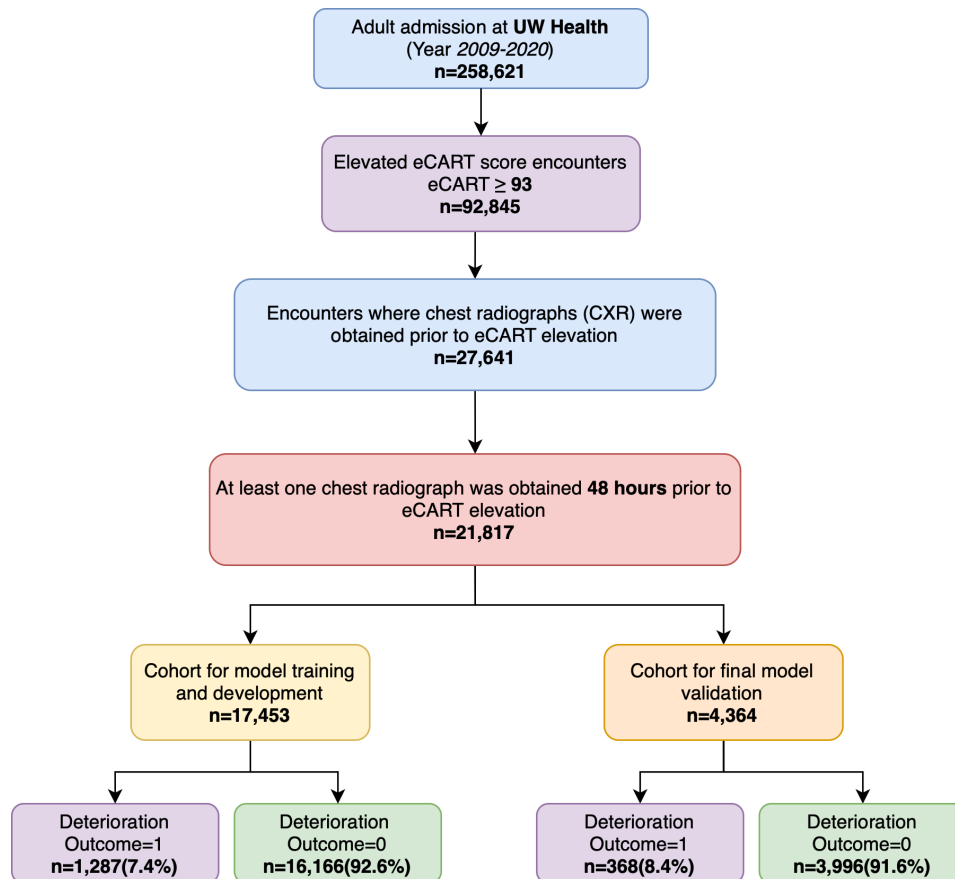 Adult admission at UW Health
(Year 2009-2020)
n=258,621
Elevated eCART score encounters
eCART ≥ 93
n=92,845
Encounters where chest radiographs (CXR) were
obtained prior to eCART elevation
n=27,641
At least one chest radiograph was obtained 48 hours prior to
eCART elevation
n=21,817
Cohort for model training
and development
n=17,453
Cohort for final model
validation
n=4,364
Deterioration
Outcome=1
n=1,287(7.4%)
Deterioration
Outcome=0
n=16,166(92.6%)
Deterioration
Outcome=1
n=368(8.4%)
Deterioration
Outcome=0
n=3,996(91.6%)